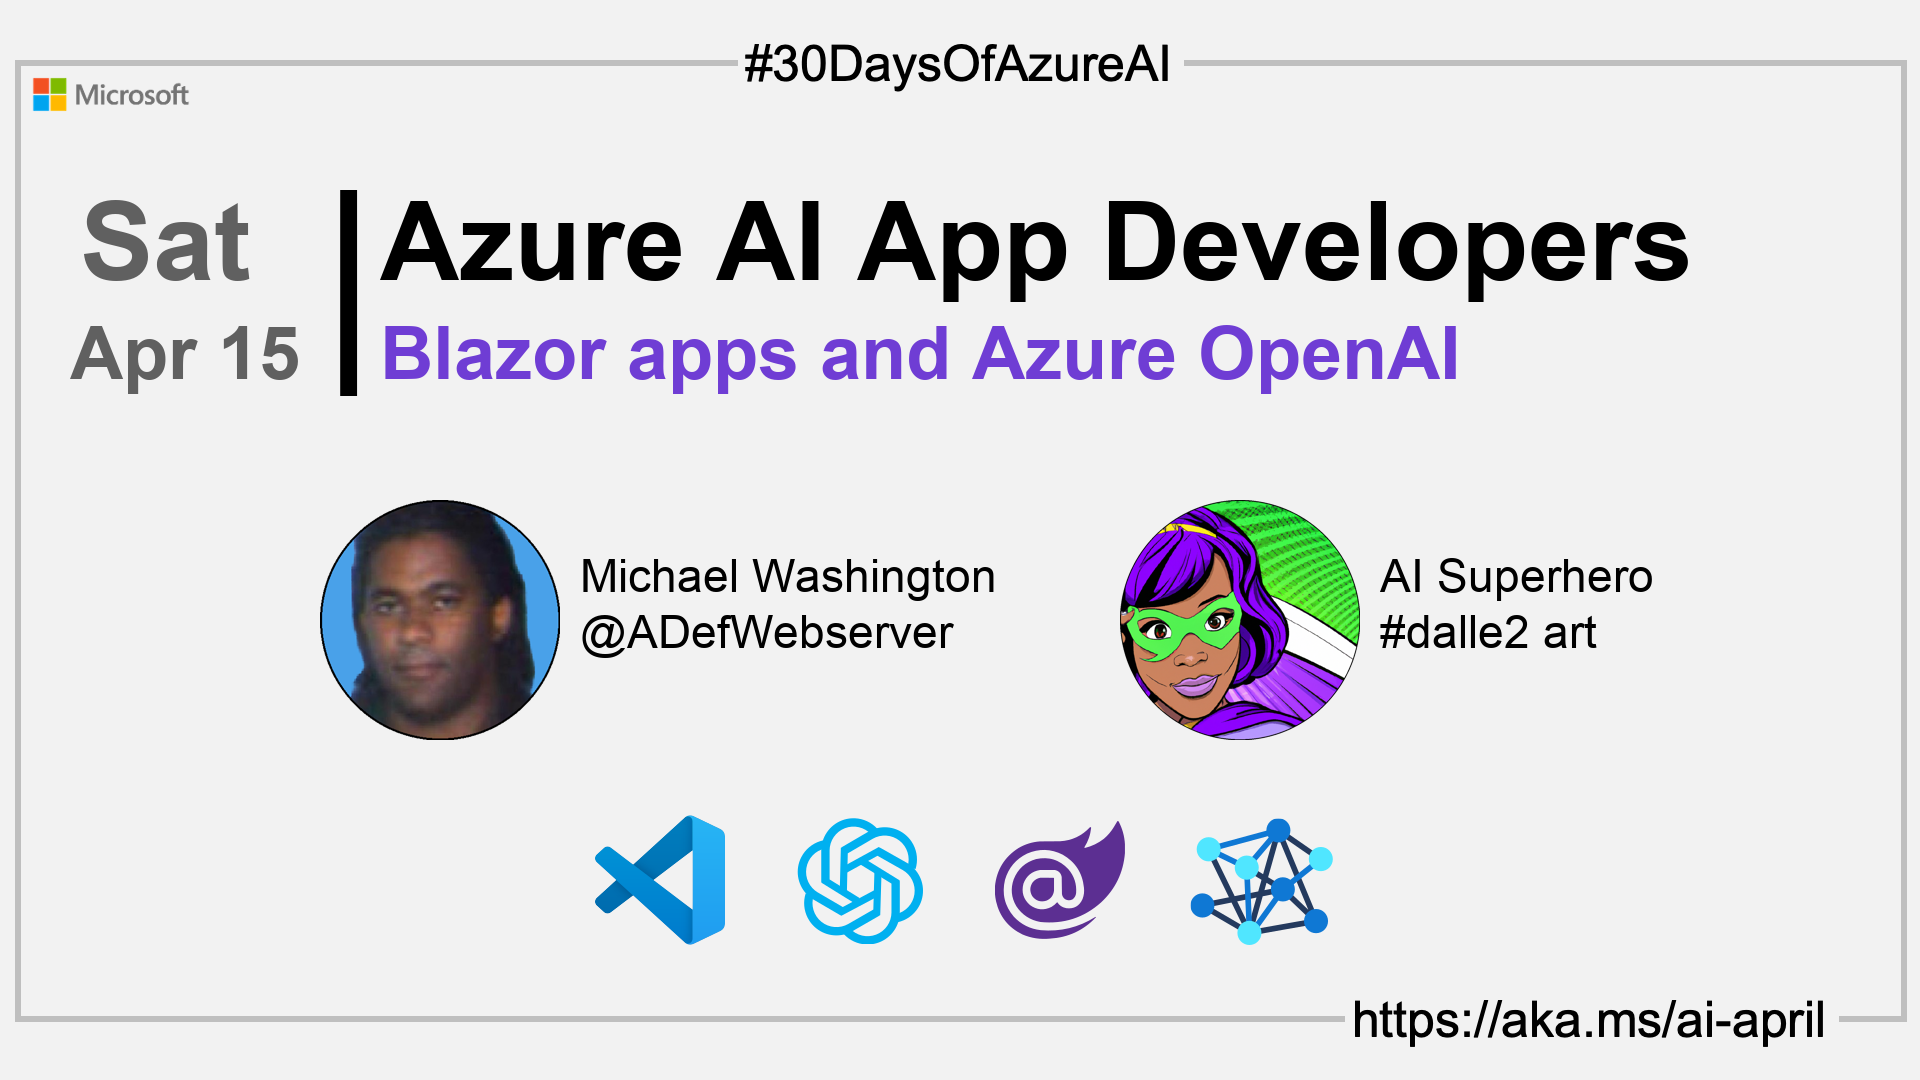 #30DaysOfAzureAI
Microsoft
Sat
Apr 15
Azure AI App Developers
Blazor apps and Azure OpenAI
Michael Washington
@ADefWebserver
AI Superhero
#dalle2 art
https://aka.ms/ai-april